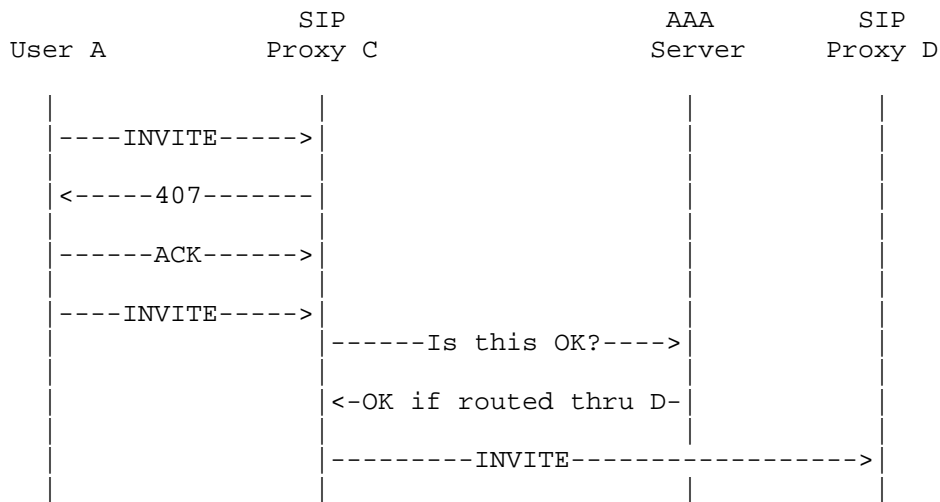 SIP AAA SIP
User A Proxy C Server Proxy D
----INVITE----->
<-----407-------
------ACK------>
----INVITE----->
------Is this OK?---->
<-OK if routed thru D-
---------INVITE------------------>